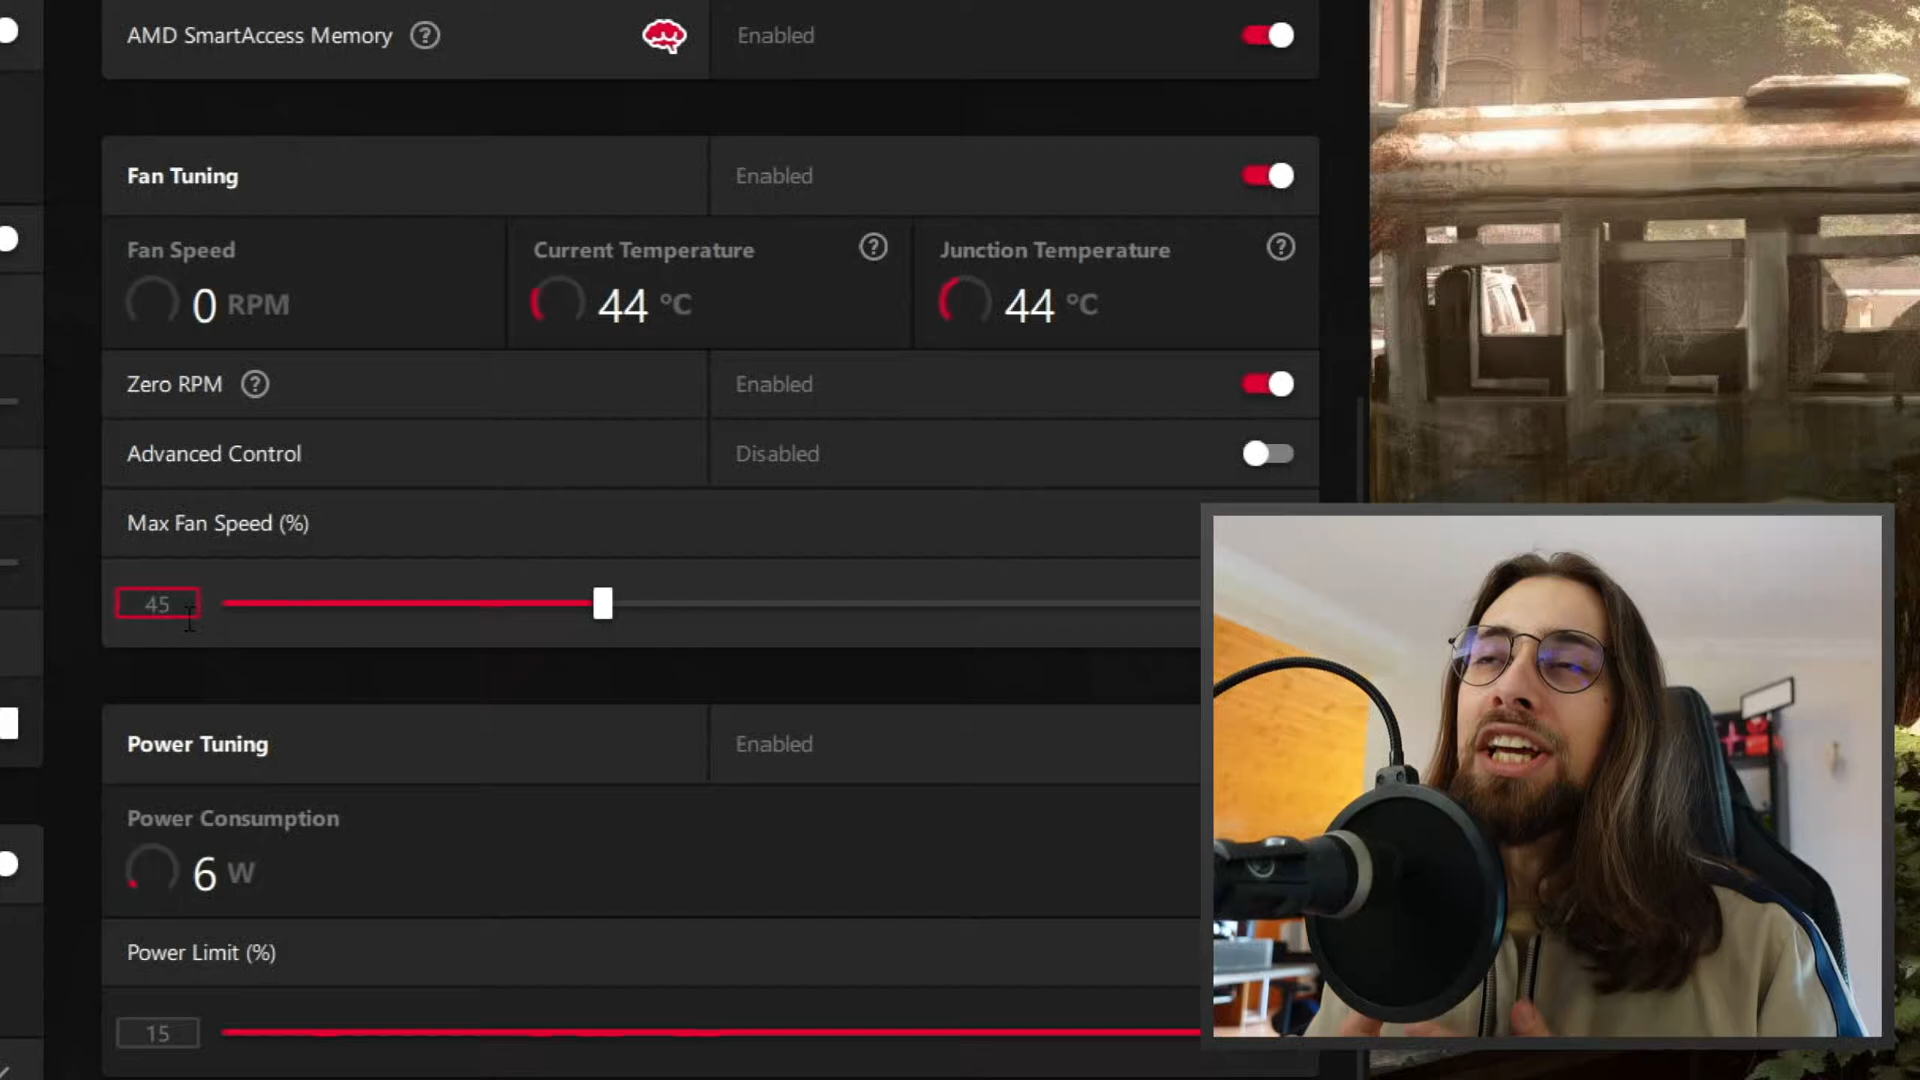 AMD SmartAccess Memory ?
Enabled
Fan Tuning
Enabled
Fan Speed
0 RPM
Current Temperature ?
44 °C
Junction Temperature ?
44 °C
Zero RPM ?
Enabled
Advanced Control
Disabled
Max Fan Speed (%)
45
Power Tuning
Enabled
Power Consumption
6 W
Power Limit (%)
15